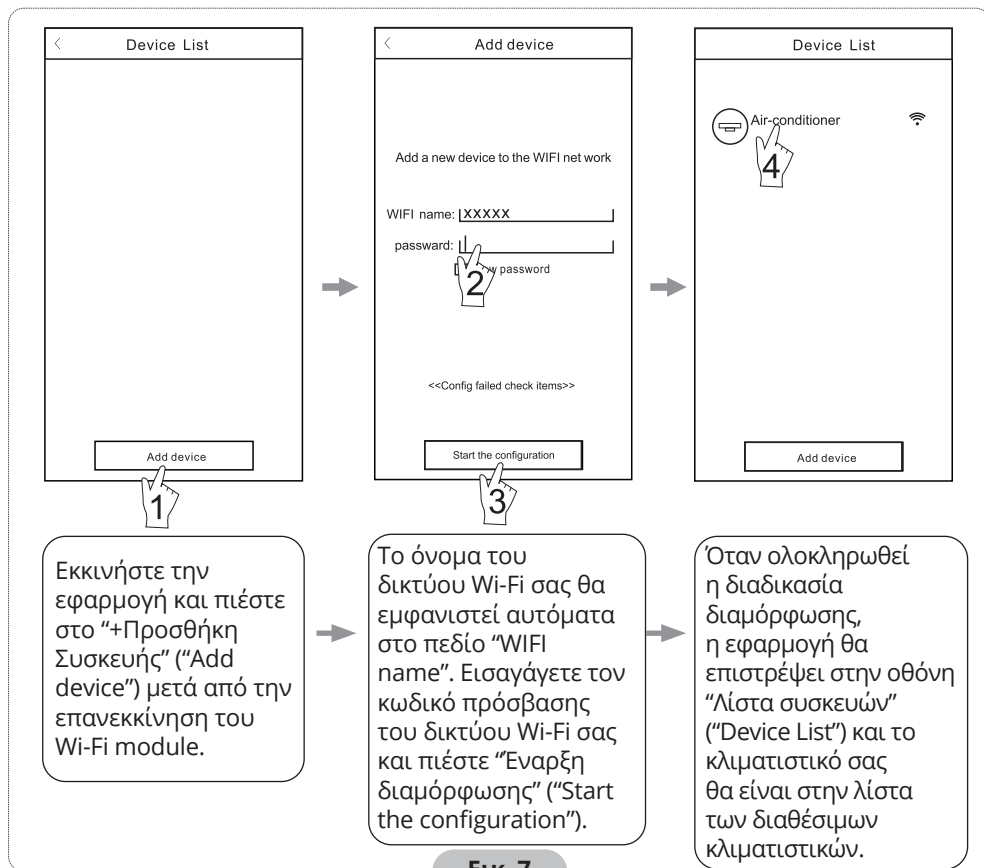 Device List
Add device
1
Add device
Add a new device to the WIFI net work
WIFI name: XXXXX
passward:
w password
2
<<Config failed check items>>
Start the configuration
3
Device List
Air-conditioner
4
Add device
Εκκινήστε την
εφαρμογή και πιέστε
στο “+Προσθήκη
Συσκευής” (“Add
device”) μετά από την
επανεκκίνηση του
Wi-Fi module.
Το όνομα του
δικτύου Wi-Fi σας θα
εμφανιστεί αυτόματα
στο πεδίο “WIFI
name”. Εισαγάγετε τον
κωδικό πρόσβασης
του δικτύου Wi-Fi σας
και πιέστε “Έναρξη
διαμόρφωσης” (“Start
the configuration”).
Όταν ολοκληρωθεί
η διαδικασία
διαμόρφωσης,
η εφαρμογή θα
επιστρέψει στην οθόνη
“Λίστα συσκευών”
(“Device List”) και το
κλιματιστικό σας
θα είναι στην λίστα
των διαθέσιμων
κλιματιστικών.
Εικ. 7